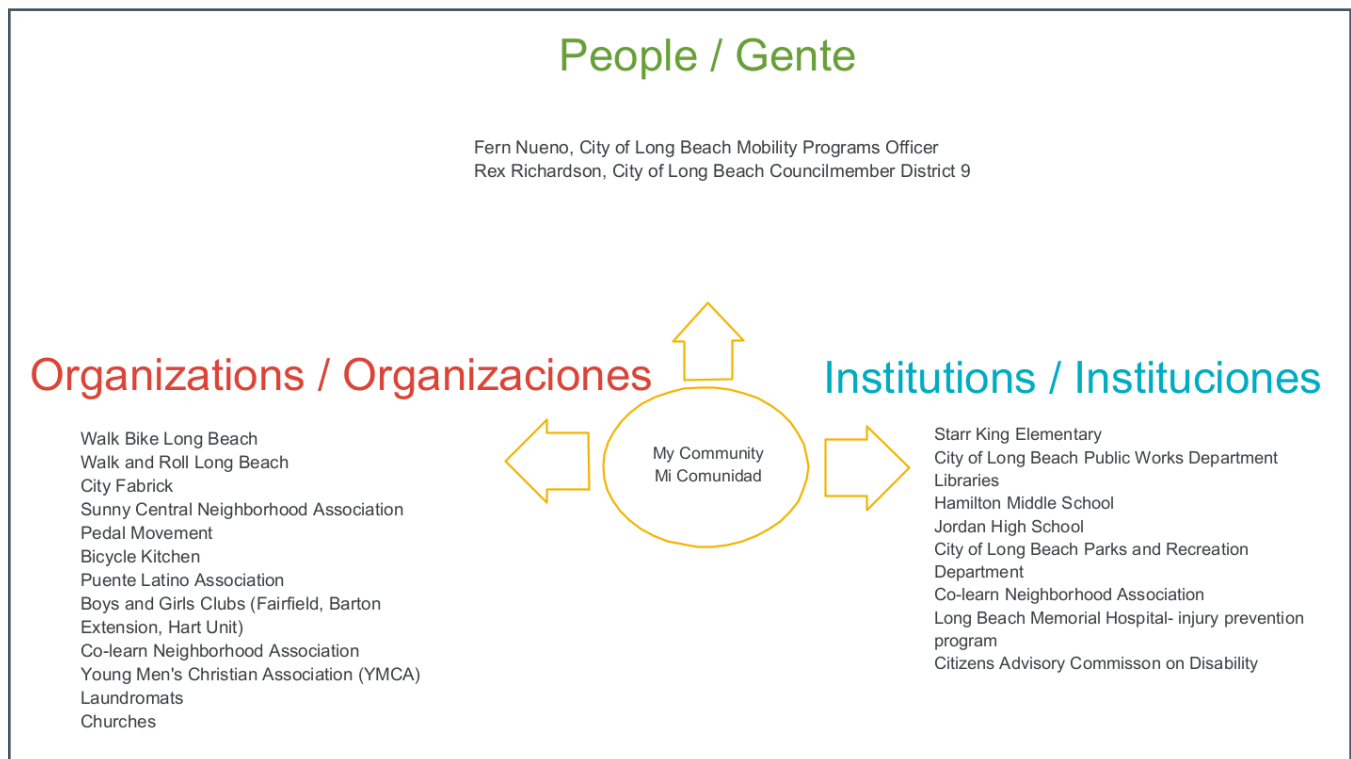 People / Gente
Fern Nueno, City of Long Beach Mobility Programs Officer
Rex Richardson, City of Long Beach Councilmember District 9
Organizations / Organizaciones
Walk Bike Long Beach
Walk and Roll Long Beach
City Fabrick
Sunny Central Neighborhood Association
Pedal Movement
Bicycle Kitchen
Puente Latino Association
Boys and Girls Clubs (Fairfield, Barton
Extension, Hart Unit)
Co-learn Neighborhood Association
Young Men's Christian Association (YMCA)
Laundromats
Churches
My Community
Mi Comunidad
Institutions / Instituciones
Starr King Elementary
City of Long Beach Public Works Department
Libraries
Hamilton Middle School
Jordan High School
City of Long Beach Parks and Recreation
Department
Co-learn Neighborhood Association
Long Beach Memorial Hospital- injury prevention
program
Citizens Advisory Commisson on Disability